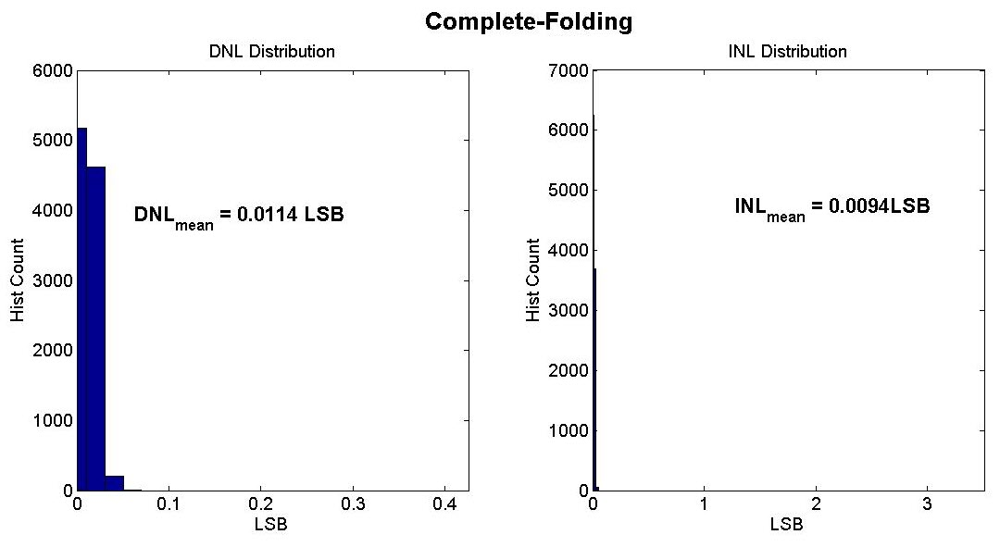 Complete-Folding
DNL Distribution
6000
5000
4000
3000
2000
1000
0
Hist Count
DNLmean = 0.0114 LSB
0 0.1 0.2 0.3 0.4
LSB
INL Distribution
7000
6000
5000
4000
3000
2000
1000
0
Hist Count
INLmean = 0.0094LSB
0 1 2 3
LSB